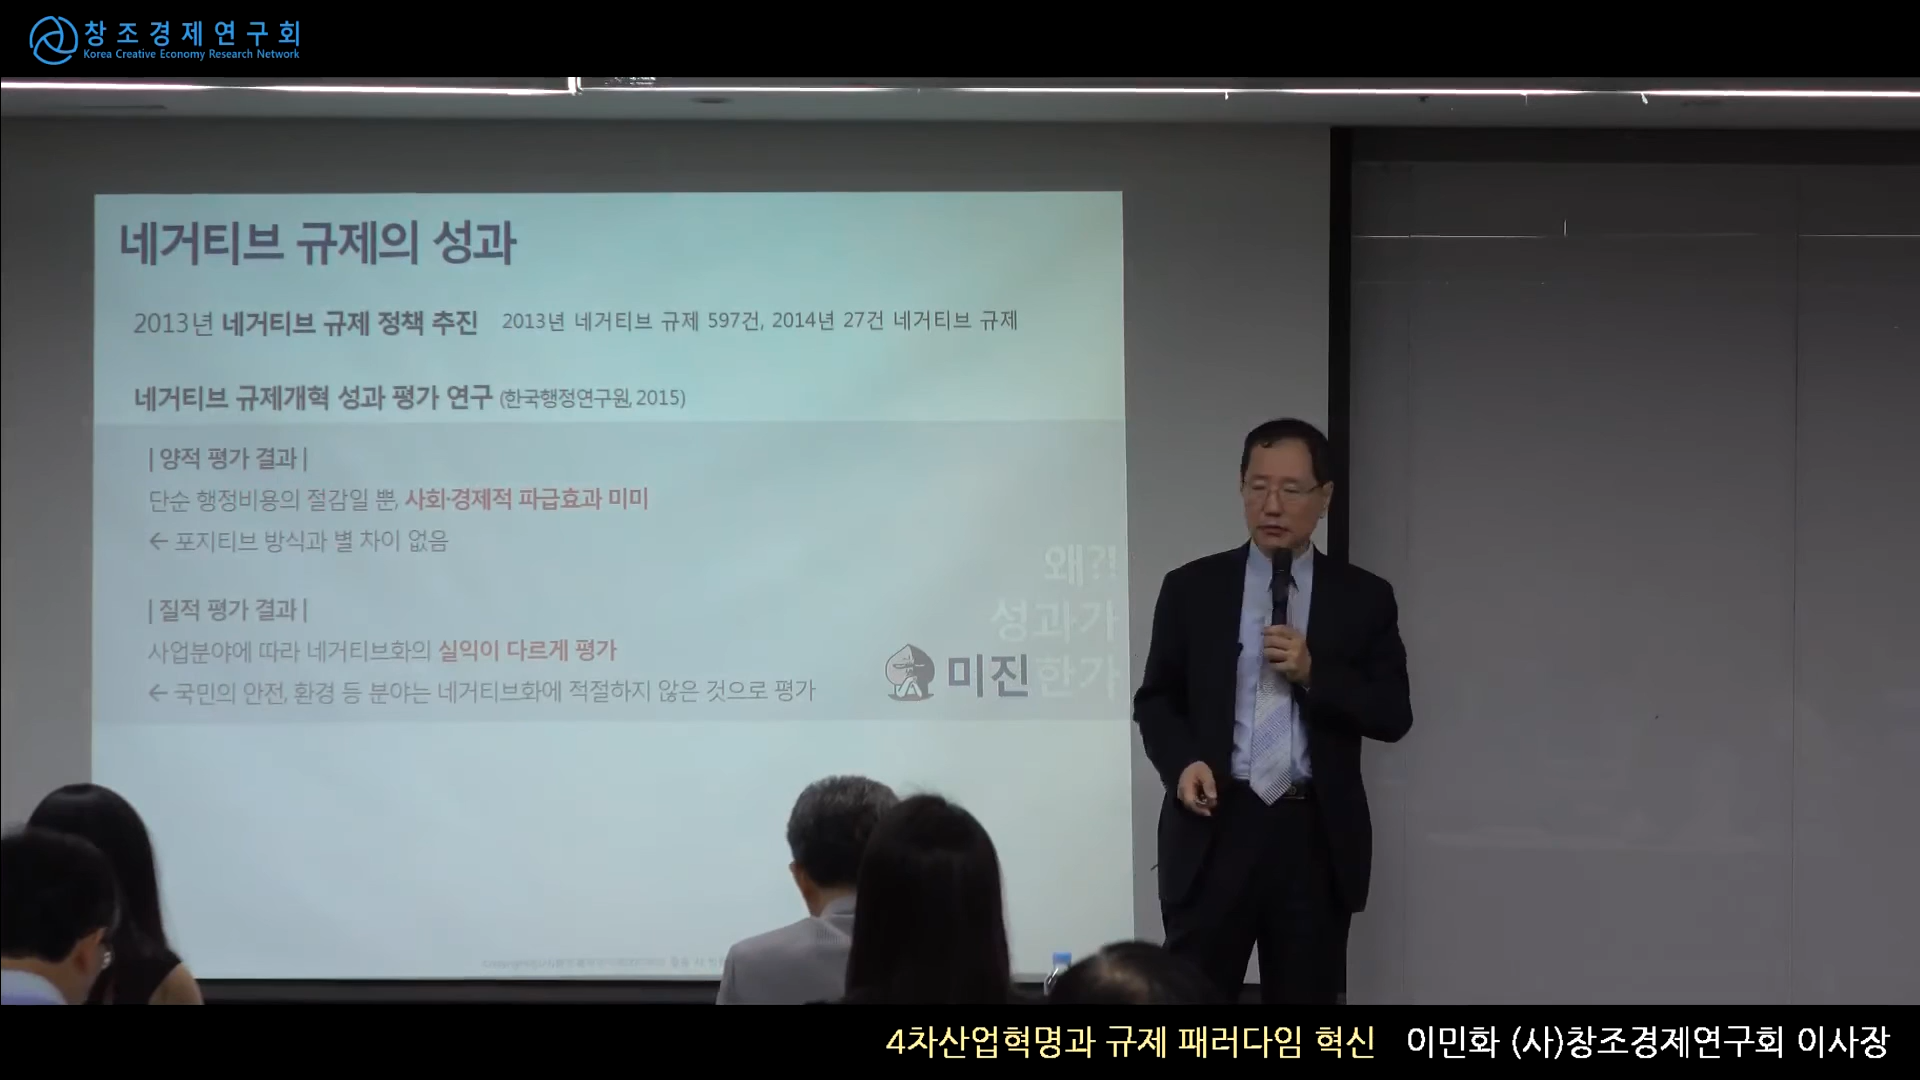 창조경제연구회
Korea Creative Economy Research Network
네거티브 규제의 성과
2013년 네거티브 규제 정책 추진 2013년 네거티브 규제 597건, 2014년 27건 네거티브 규제
네거티브 규제개혁 성과 평가 연구 (한국행정연구원, 2015)
| 양적 평가 결과 |
단순 행정비용의 절감일 뿐, 사회·경제적 파급효과 미미
← 포지티브 방식과 별 차이 없음
| 질적 평가 결과 |
사업분야에 따라 네거티브화의 실익이 다르게 평가
← 국민의 안전, 환경 등 분야는 네거티브화에 적절하지 않은 것으로 평가
왜?!
성과가
미진한가
4차산업혁명과 규제 패러다임 혁신 이민화 (사)창조경제연구회 이사장